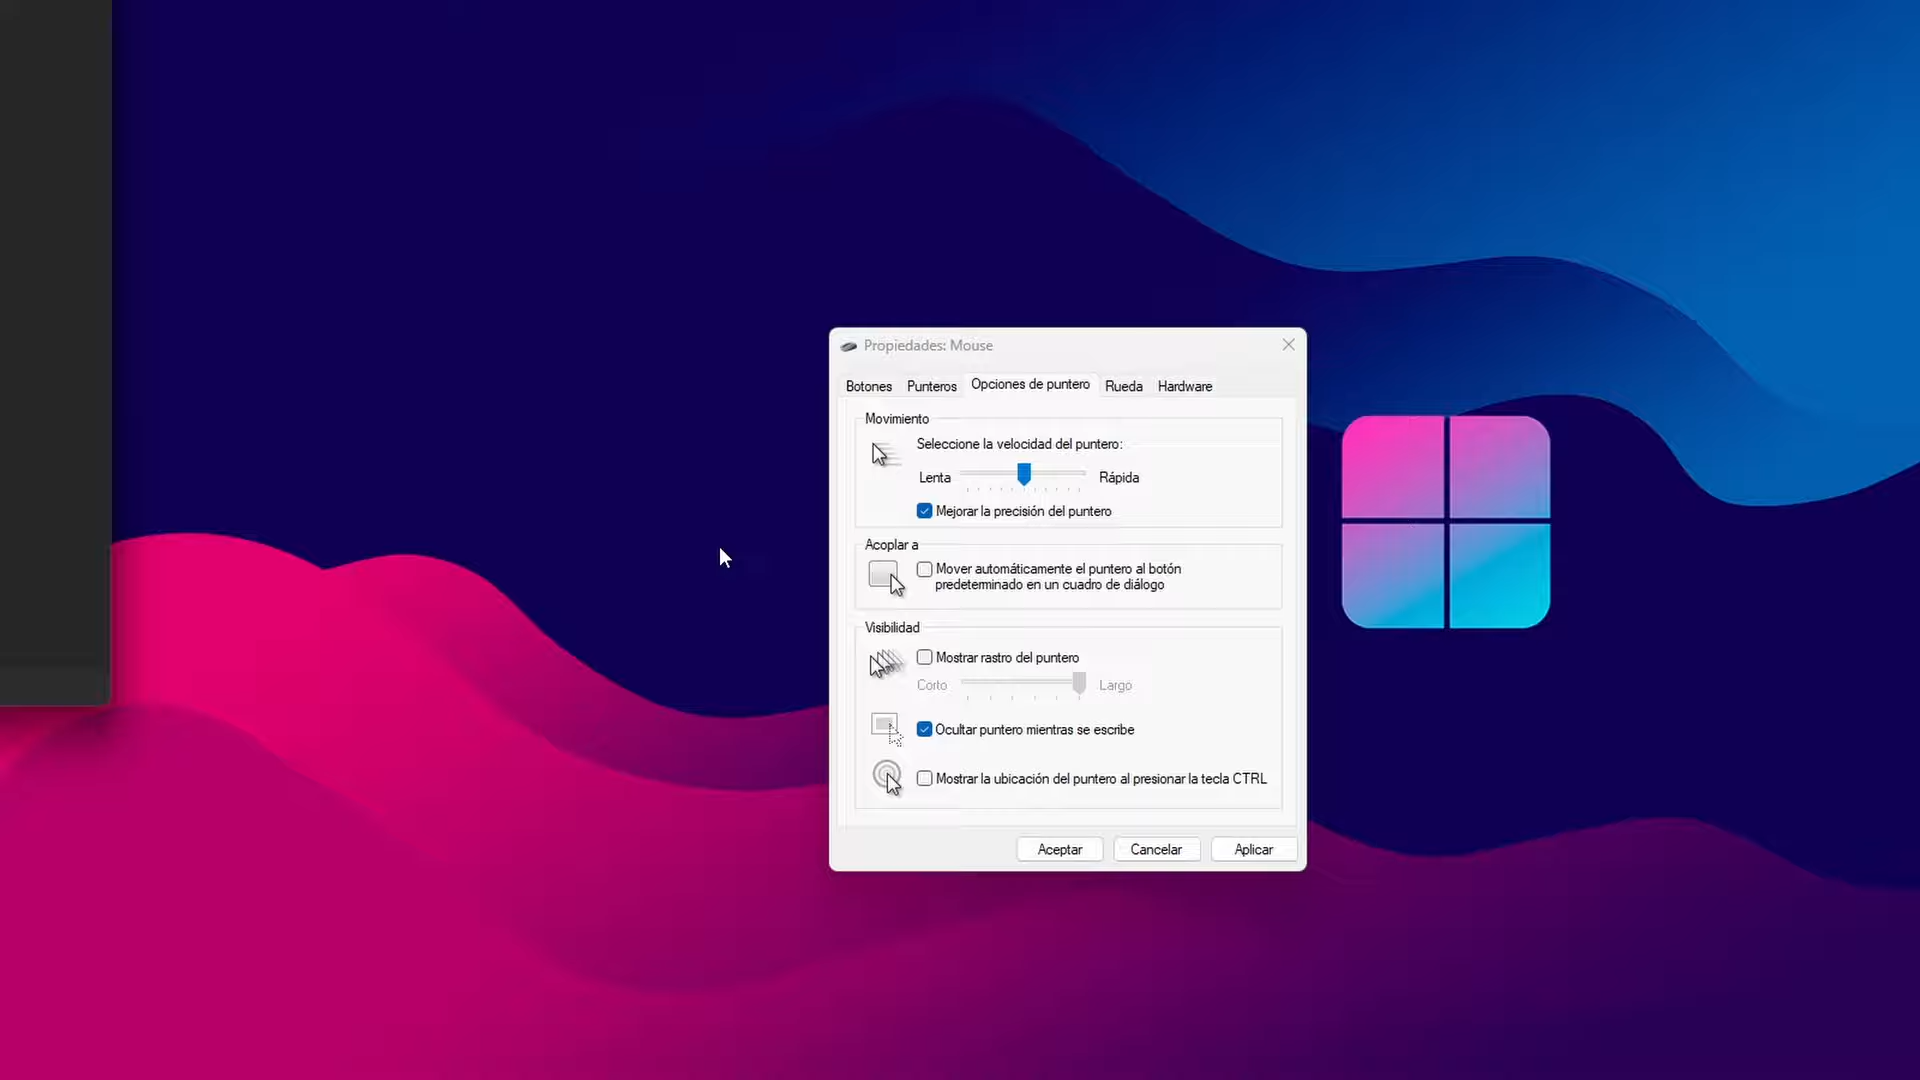 Propiedades: Mouse
Botones Punteros Opciones de puntero Rueda Hardware
Movimiento
Seleccione la velocidad del puntero:
Lenta Rápida
Mejorar la precisión del puntero
Acoplar a
Mover automáticamente el puntero al botón
predeterminado en un cuadro de diálogo
Visibilidad
Mostrar rastro del puntero
Corto Largo
Ocultar puntero mientras se escribe
Mostrar la ubicación del puntero al presionar la tecla CTRL
Aceptar Cancelar Aplicar